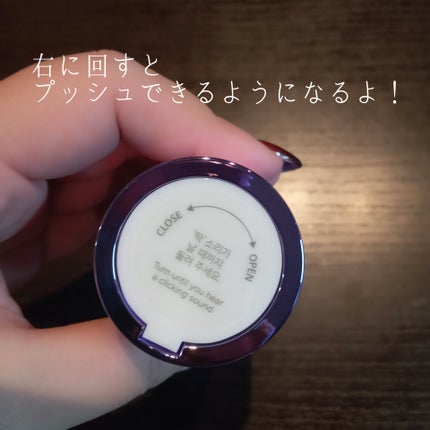 右に回すと
プッシュできるようになるよ！
CLOSE
OPEN
딱 소리가
날 때까지
돌려 주세요.
Turn until you hear
a clicking sound